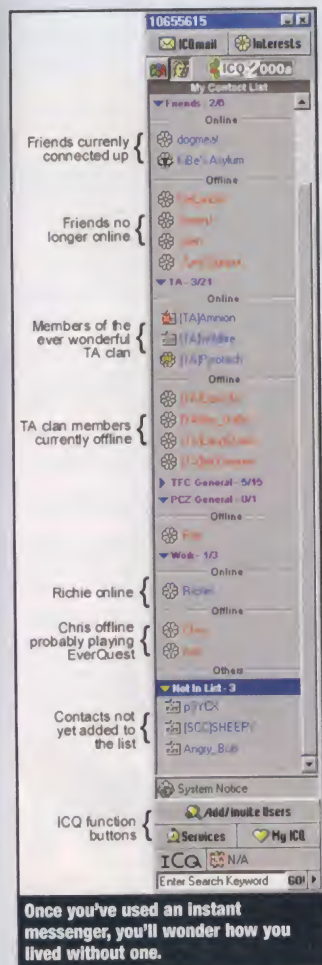 10655615
ICQmail Interests
ICQ 2000a
My Contact List
Friends - 2/6
Online
Friends currently
connected up
dogmeat
KiBe's Asylum
Offline
Friends no
longer online
TA - 3/21
Online
Members of the
ever wonderful
TA clan
[TA]Amnion
[TA]
[TA]Pyrotech
Offline
TA clan members
currently offline
TFC General - 5/15
PCZ General - 0/1
Offline
Work - 1/3
Online
Richie online
Richie
Offline
Chris offline
probably playing
EverQuest
Chris
Others
Not In List - 3
Contacts not
yet added to
the list
[SCC]SHEEP
Angry_Bob
System Notice
ICQ function
buttons
Add/Invite Users
Services My ICQ
ICQ N/A
Enter Search Keyword GO!
Once you've used an instant
messenger, you'll wonder how you
lived without one.